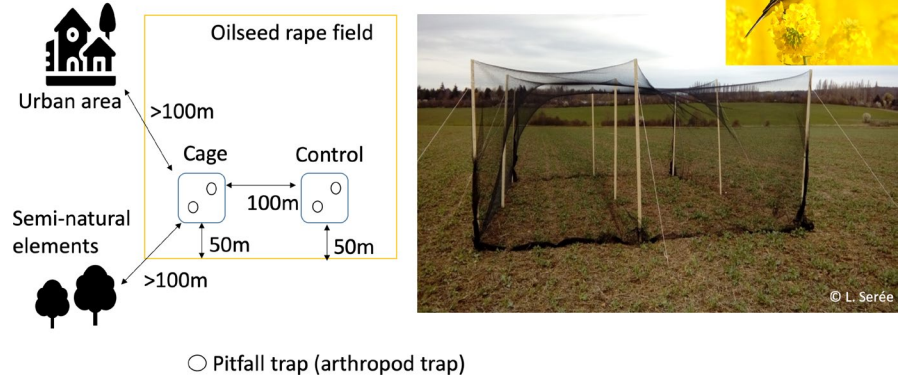 Oilseed rape field
Urban area
>100m
Cage
Control
100m
Semi-natural
elements
50m
50m
>100m
© L. Serée
Pitfall trap (arthropod trap)